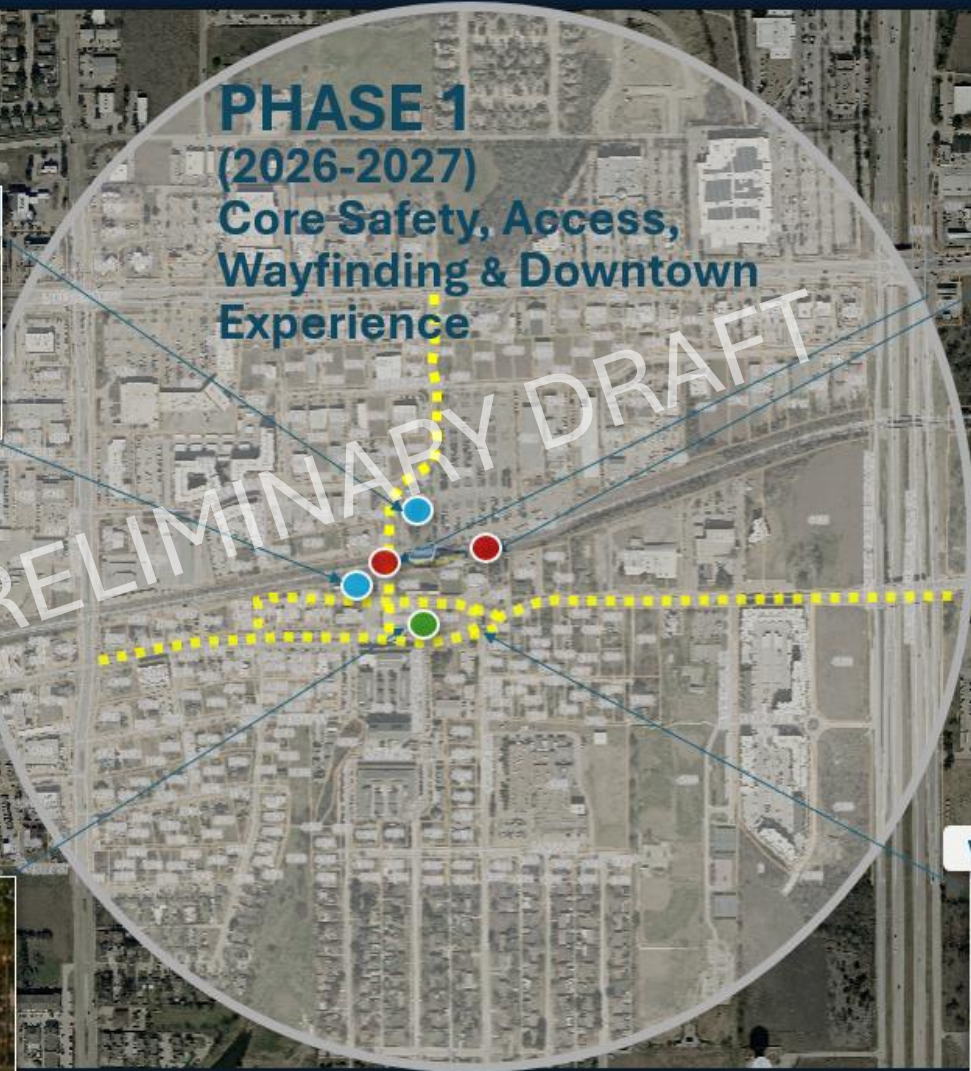 PHASE 1
(2026-2027)
Core Safety, Access,
Wayfinding & Downtown
Experience
RELIMINARY DRAFT